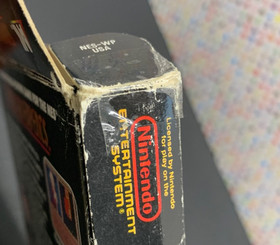 NES-WP
USA
Licensed by Nintendo
for play on the
Nintendo
ENTERTAINMENT
SYSTEM®